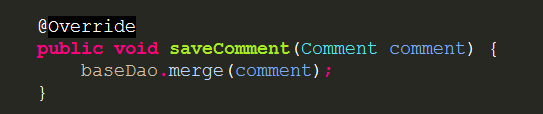 @Override
public void saveComment(Comment comment) {
    baseDao.merge(comment);
}